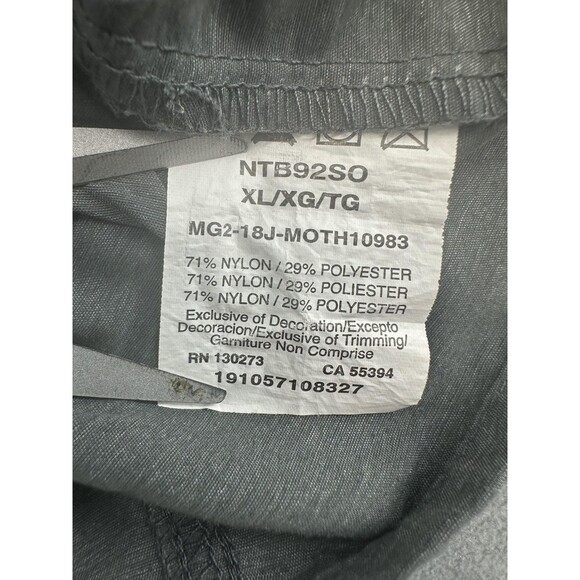 NTB92SO
XL/XG/TG
MG2-18J-MOTH10983
71% NYLON / 29% POLYESTER
71% NYLON / 29% POLIESTER
71% NYLON / 29% POLYESTER
Exclusive of Decoration/Excepto
Decoracion/Exclusive of Trimming/
Garniture Non Comprise
RN 130273 CA 55394
191057108327